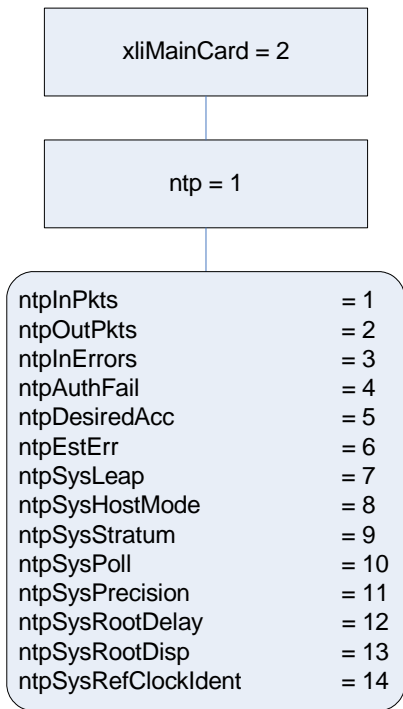 xliMainCard = 2
ntp = 1
ntpInPkts = 1
ntpOutPkts = 2
ntpInErrors = 3
ntpAuthFail = 4
ntpDesiredAcc = 5
ntpEstErr = 6
ntpSysLeap = 7
ntpSysHostMode = 8
ntpSysStratum = 9
ntpSysPoll = 10
ntpSysPrecision = 11
ntpSysRootDelay = 12
ntpSysRootDisp = 13
ntpSysRefClockIdent = 14